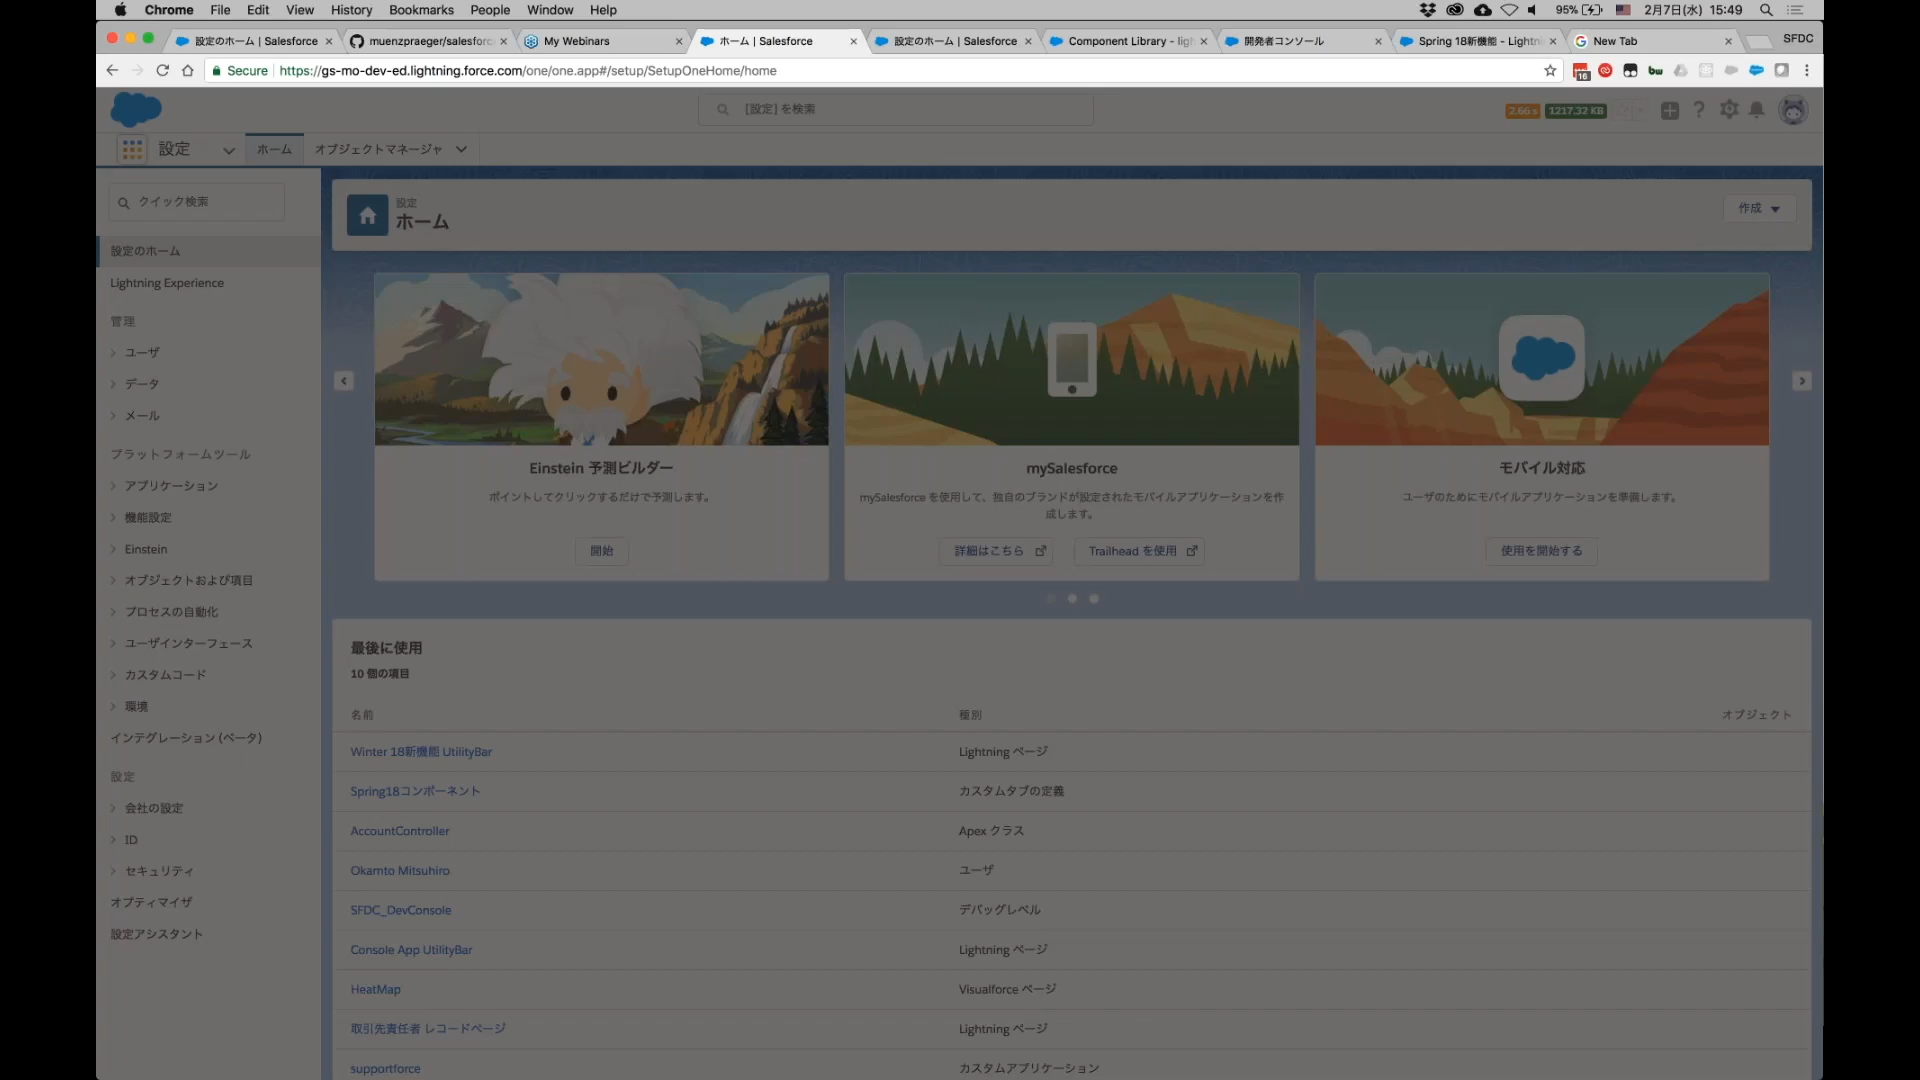 Chrome File Edit View History Bookmarks People Window Help 95% 2月7日(水) 15:49
設定のホーム | Salesforce muenzpraeger/salesforc My Webinars ホーム | Salesforce 設定のホーム | Salesforce Component Library - ligh 開発者コンソール Spring 18新機能 - Lightni New Tab SFDC
Secure https://gs-mo-dev-ed.lightning.force.com/one/one.app#/setup/SetupOneHome/home 16 bw
[設定] を検索 2.66 s 1217.32 KB
設定 ホーム オブジェクトマネージャ
クイック検索
設定のホーム
Lightning Experience
管理
ユーザ
データ
メール
プラットフォームツール
アプリケーション
機能設定
Einstein
オブジェクトおよび項目
プロセスの自動化
ユーザインターフェース
カスタムコード
環境
インテグレーション (ベータ)
設定
会社の設定
ID
セキュリティ
オプティマイザ
設定アシスタント
設定
ホーム
作成
Einstein 予測ビルダー
ポイントしてクリックするだけで予測します。
開始
mySalesforce
mySalesforce を使用して、独自のブランドが設定されたモバイルアプリケーションを作
成します。
詳細はこちら Trailhead を使用
モバイル対応
ユーザのためにモバイルアプリケーションを準備します。
使用を開始する
最後に使用
10 個の項目
名前 種別 オブジェクト
Winter 18新機能 UtilityBar Lightning ページ
Spring18コンポーネント カスタムタブの定義
AccountController Apex クラス
Okamto Mitsuhiro ユーザ
SFDC_DevConsole デバッグレベル
Console App UtilityBar Lightning ページ
HeatMap Visualforce ページ
取引先責任者 レコードページ Lightning ページ
supportforce カスタムアプリケーション